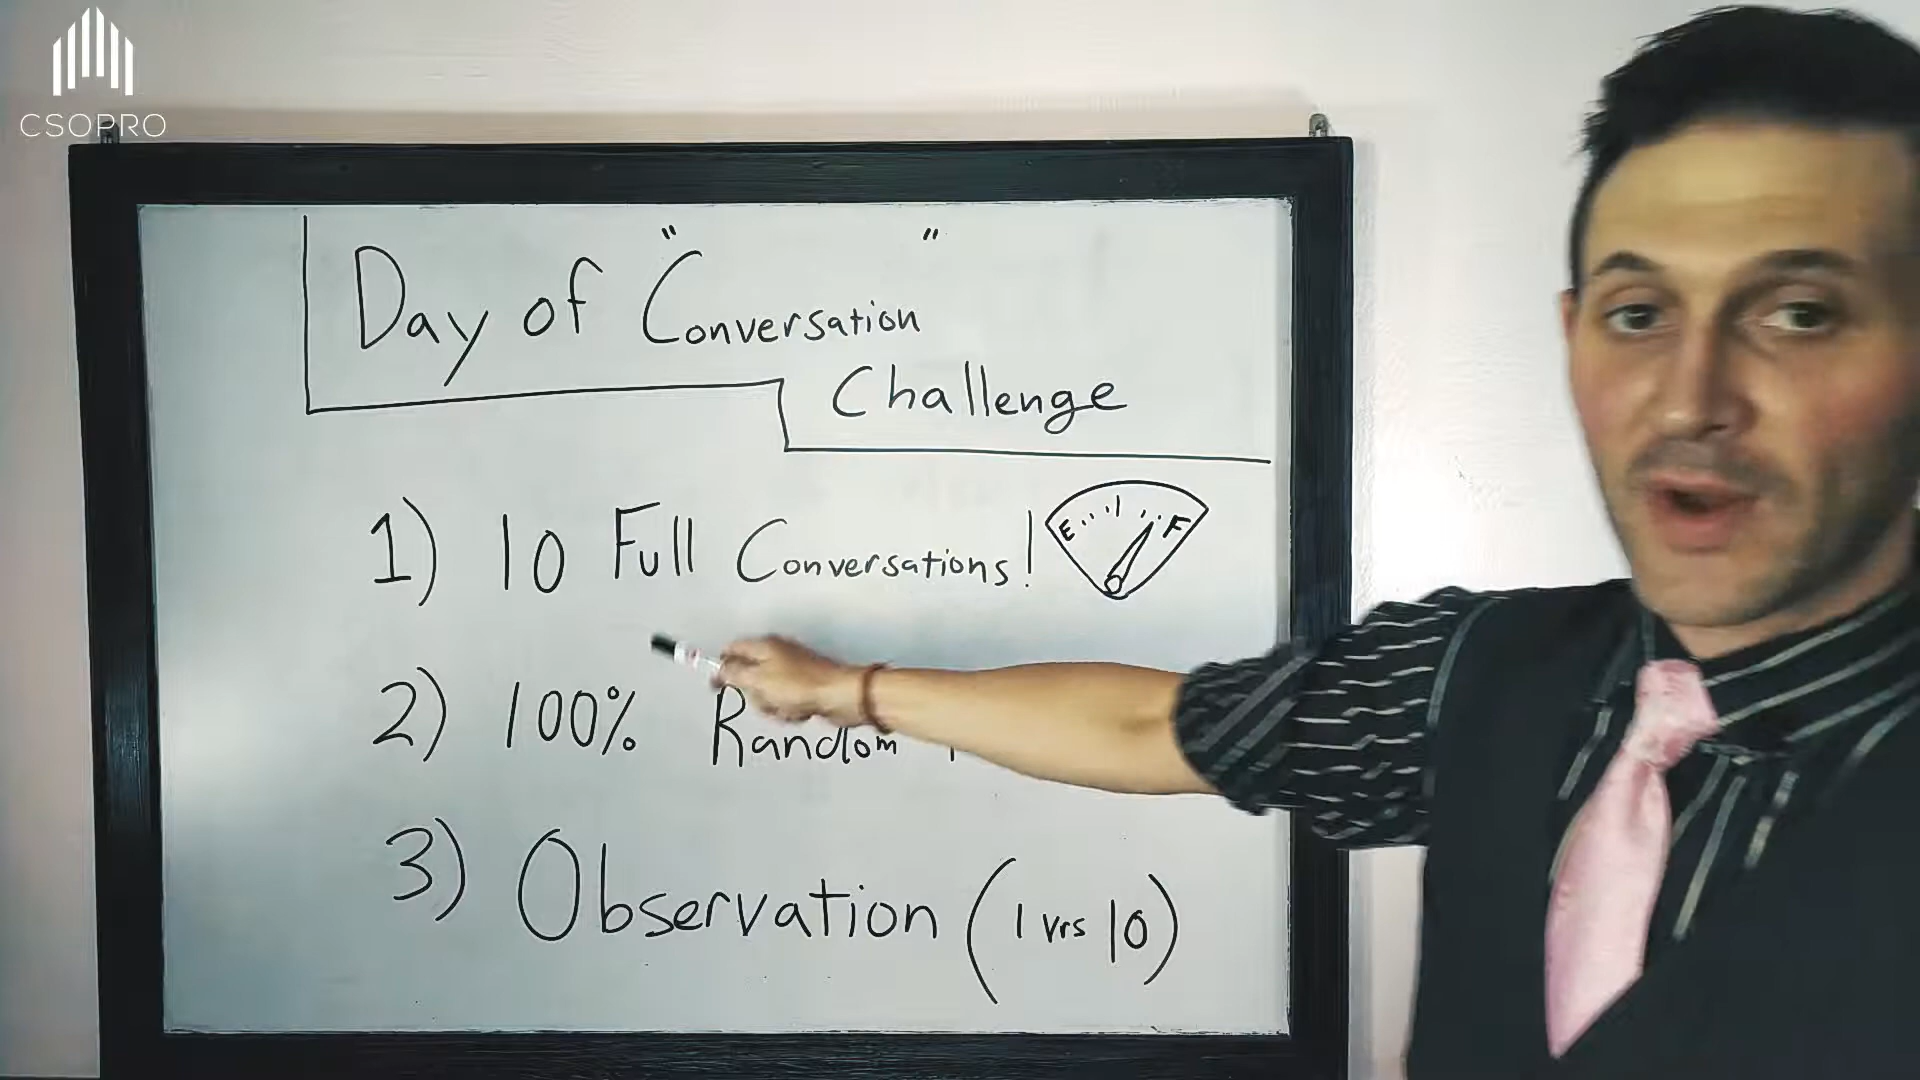 CSOPRO
Day of "Conversation"
Challenge
1) 10 Full Conversations!
E F
2) 100% Random
3) Observation (1 vrs 10)